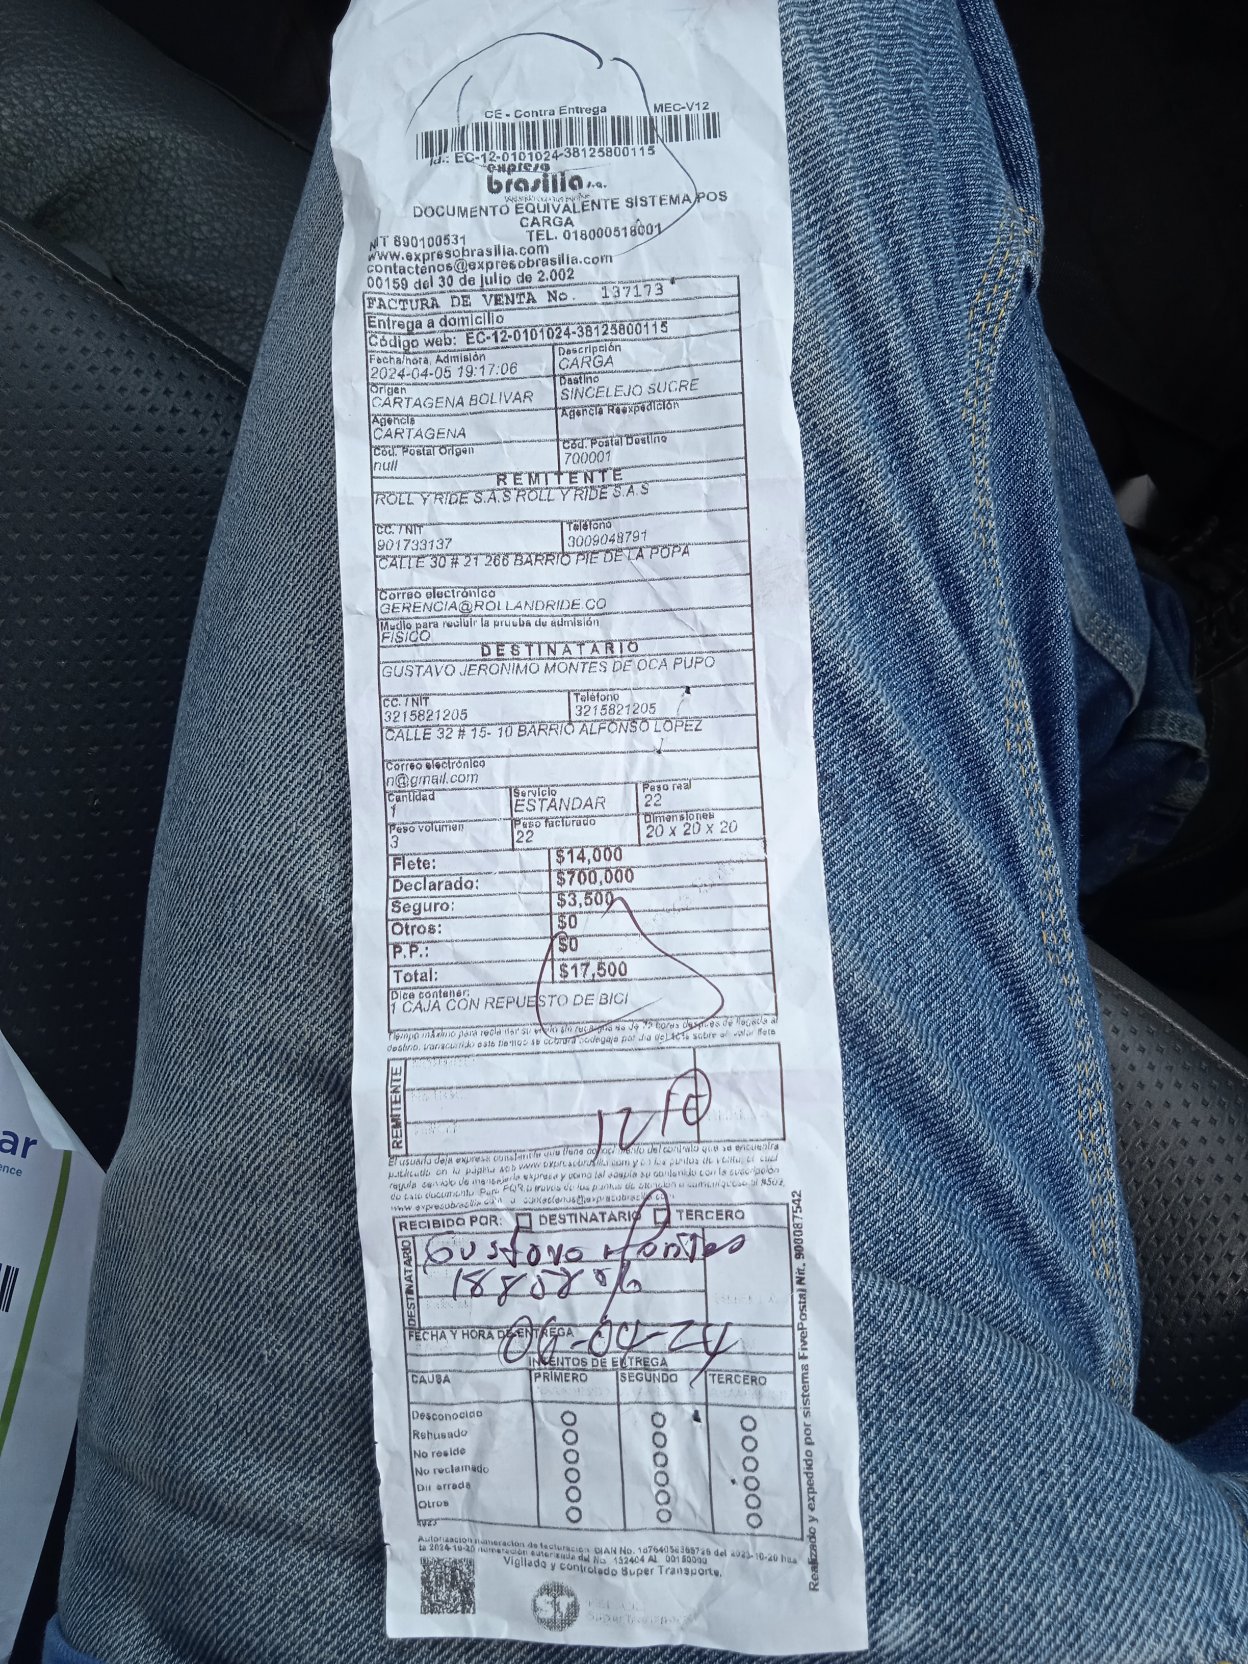 CE - Contra Entrega MEC-V12
Id.: EC-12-0101024-38125800115
expreso
brasilia s.a.
DOCUMENTO EQUIVALENTE SISTEMA POS
CARGA
NIT 890100531 TEL. 018000518001
www.expresobrasilia.com
contactenos@expresobrasilia.com
00159 del 30 de julio de 2.002
FACTURA DE VENTA No. 137173
Entrega a domicilio
Código web: EC-12-0101024-38125800115
Fecha/hora, Admisión Descripción
2024-04-05 19:17:06 CARGA
Origen Destino
CARTAGENA BOLIVAR SINCELEJO SUCRE
Agencia Agencia Reexpedición
CARTAGENA
Cod. Postal Origen Cód. Postal Destino
null 700001
REMITENTE
ROLL Y RIDE S.A.S ROLL Y RIDE S.A.S
CC. / NIT Teléfono
901733137 3009048791
CALLE 30 # 21 266 BARRIO PIE DE LA POPA
Correo electrónico
GERENCIA@ROLLANDRIDE.CO
Medio para recibir la prueba de admisión
FISICO
DESTINATARIO
GUSTAVO JERONIMO MONTES DE OCA PUPO
CC. / NIT Teléfono
3215821205 3215821205
CALLE 32 # 15- 10 BARRIO ALFONSO LOPEZ
Correo electrónico
n@gmail.com
Cantidad Servicio Peso real
1 ESTANDAR 22
Peso volumen Peso facturado Dimensiones
3 22 20 x 20 x 20
Flete: $14,000
Declarado: $700,000
Seguro: $3,500
Otros: $0
P.P.: $0
Total: $17,500
Dice contener:
1 CAJA CON REPUESTO DE BICI
REMITENTE
RECIBIDO POR: DESTINATARIO TERCERO
DESTINATARIO
Gustavo Montes
FECHA Y HORA DE ENTREGA
06-04-24
INTENTOS DE ENTREGA
CAUSA PRIMERO SEGUNDO TERCERO
Desconocido
Rehusado
No reside
No reclamado
Dir errada
Otros
Vigilado y controlado Super Transporte.
ST
Realizado y expedido por sistema FivePostal Nit. 900087542
ar
ence